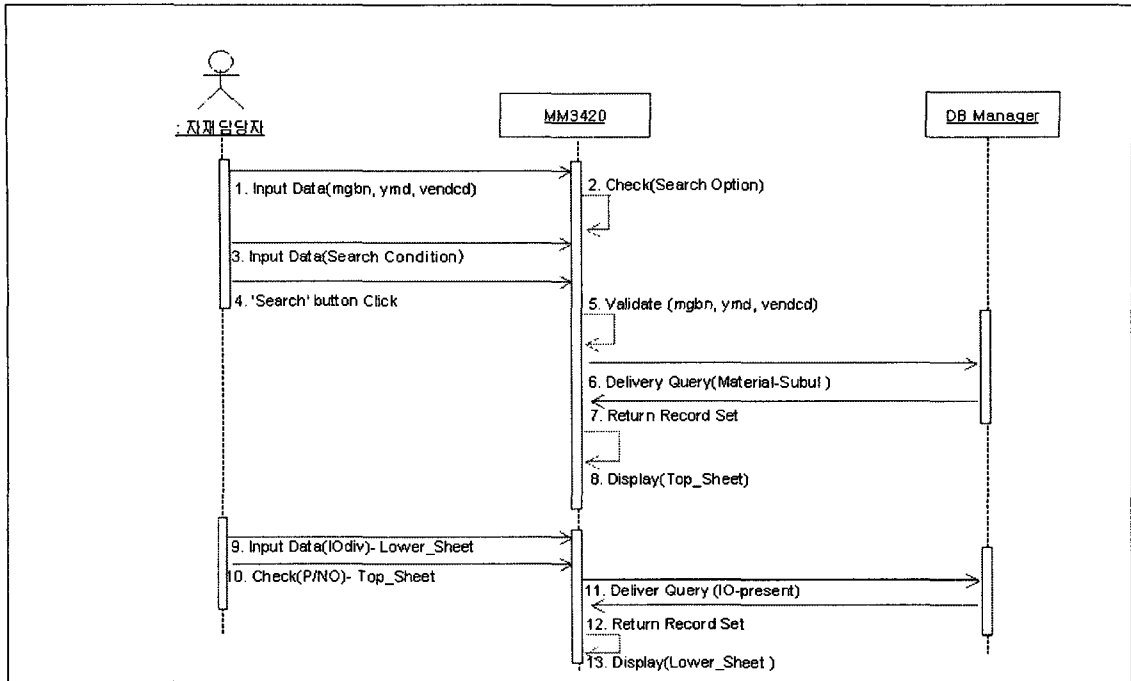 : 자재담당자
MM3420
DB Manager
1. Input Data(mgbn, ymd, vendcd)
2. Check(Search Option)
3. Input Data(Search Condition)
4. 'Search' button Click
5. Validate (mgbn, ymd, vendcd)
6. Delivery Query(Material-Subul )
7. Return Record Set
8. Display(Top_Sheet)
9. Input Data(IOdiv)- Lower_Sheet
10. Check(P/NO)- Top_Sheet
11. Deliver Query (IO-present)
12. Return Record Set
13. Display(Lower_Sheet )